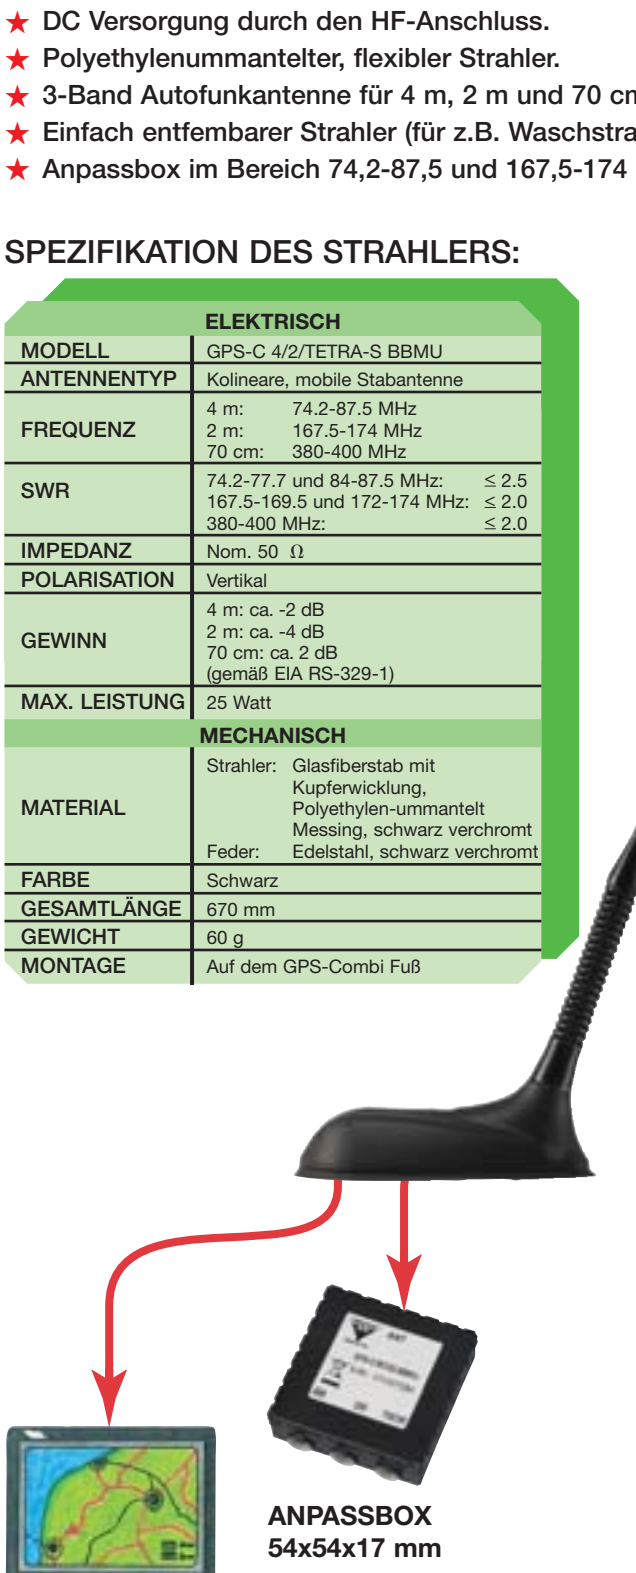 ★ DC Versorgung durch den HF-Anschluss.
★ Polyethylenummantelter, flexibler Strahler.
★ 3-Band Autofunkantenne für 4 m, 2 m und 70 cm
★ Einfach entfembarer Strahler (für z.B. Waschstra
★ Anpassbox im Bereich 74,2-87,5 und 167,5-174
SPEZIFIKATION DES STRAHLERS:
ELEKTRISCH
MODELL GPS-C 4/2/TETRA-S BBMU
ANTENNENTYP Kolineare, mobile Stabantenne
FREQUENZ 4 m: 74.2-87.5 MHz
2 m: 167.5-174 MHz
70 cm: 380-400 MHz
SWR 74.2-77.7 und 84-87.5 MHz: ≤ 2.5
167.5-169.5 und 172-174 MHz: ≤ 2.0
380-400 MHz: ≤ 2.0
IMPEDANZ Nom. 50 Ω
POLARISATION Vertikal
GEWINN 4 m: ca. -2 dB
2 m: ca. -4 dB
70 cm: ca. 2 dB
(gemäß EIA RS-329-1)
MAX. LEISTUNG 25 Watt
MECHANISCH
MATERIAL Strahler: Glasfiberstab mit
Kupferwicklung,
Polyethylen-ummantelt
Messing, schwarz verchromt
Feder: Edelstahl, schwarz verchromt
FARBE Schwarz
GESAMTLÄNGE 670 mm
GEWICHT 60 g
MONTAGE Auf dem GPS-Combi Fuß
ANT
ANPASSBOX
54x54x17 mm